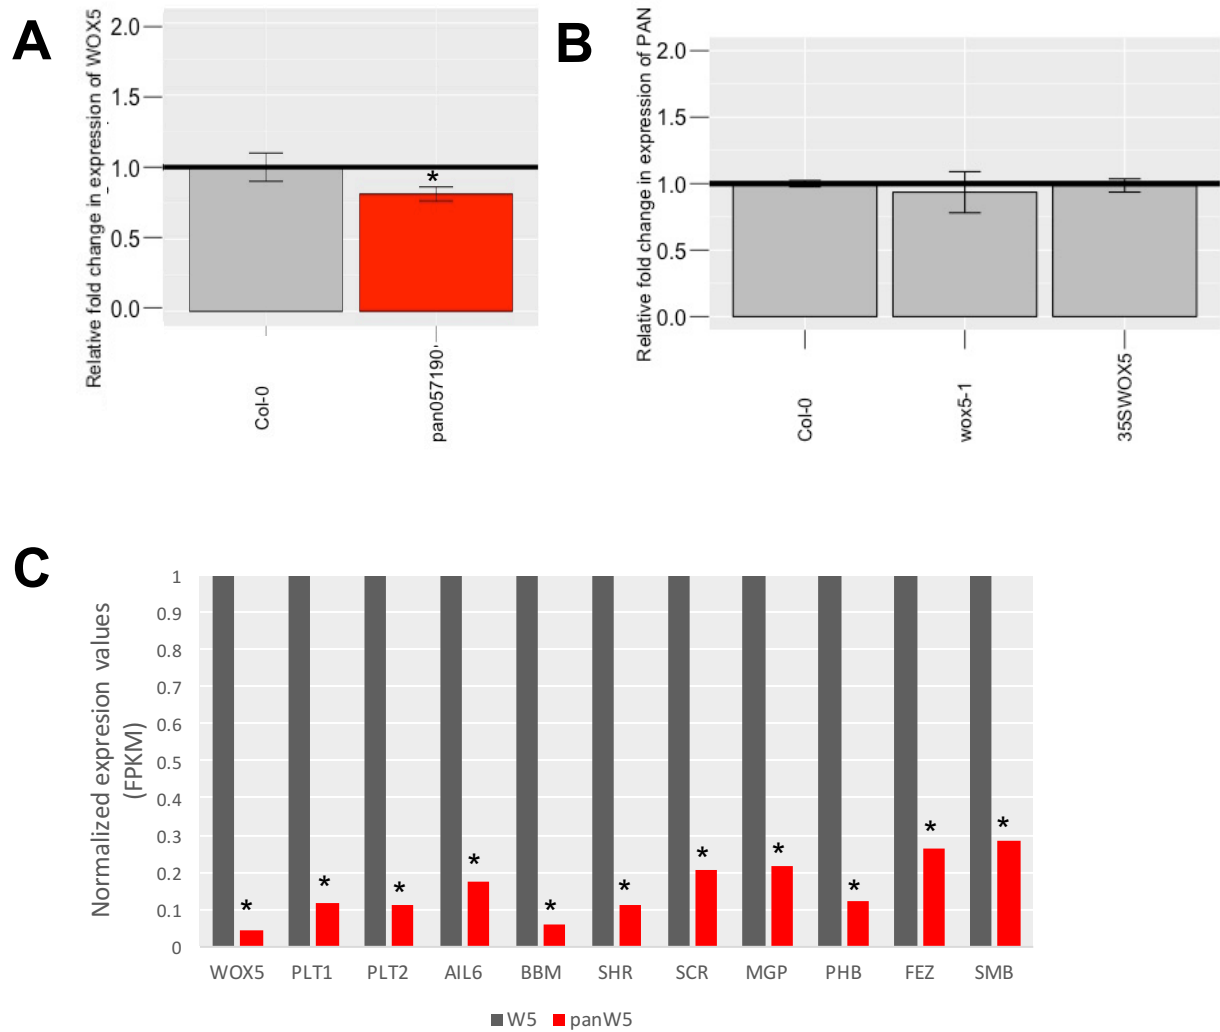 A
Relative fold change in expression of WOX5
2.0
1.5
1.0
0.5
0.0
*
Col-0
pan057190
B
Relative fold change in expression of PAN
2.0
1.5
1.0
0.5
0.0
Col-0
wox5-1
35SWOX5
C
Normalized expresion values
(FPKM)
1
0.9
0.8
0.7
0.6
0.5
0.4
0.3
0.2
0.1
0
* * * * * * * * * * *
WOX5 PLT1 PLT2 AIL6 BBM SHR SCR MGP PHB FEZ SMB
W5 panW5